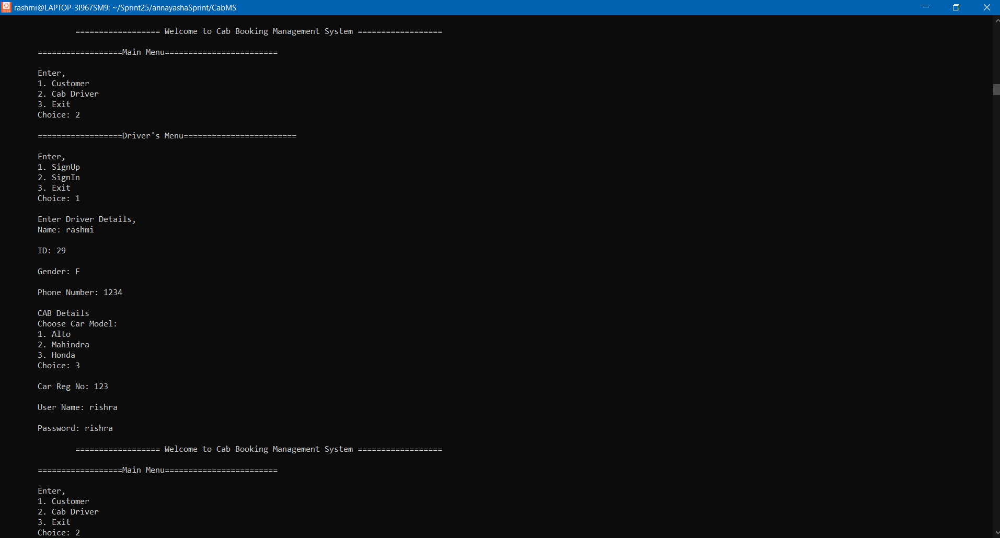 rashmi@LAPTOP-3I967SM9: ~/Sprint25/annayashaSprint/CabMS
================== Welcome to Cab Booking Management System ==================
==================Main Menu========================
Enter,
1. Customer
2. Cab Driver
3. Exit
Choice: 2
==================Driver's Menu========================
Enter,
1. SignUp
2. SignIn
3. Exit
Choice: 1
Enter Driver Details,
Name: rashmi
ID: 29
Gender: F
Phone Number: 1234
CAB Details
Choose Car Model:
1. Alto
2. Mahindra
3. Honda
Choice: 3
Car Reg No: 123
User Name: rishra
Password: rishra
================== Welcome to Cab Booking Management System ==================
==================Main Menu========================
Enter,
1. Customer
2. Cab Driver
3. Exit
Choice: 2